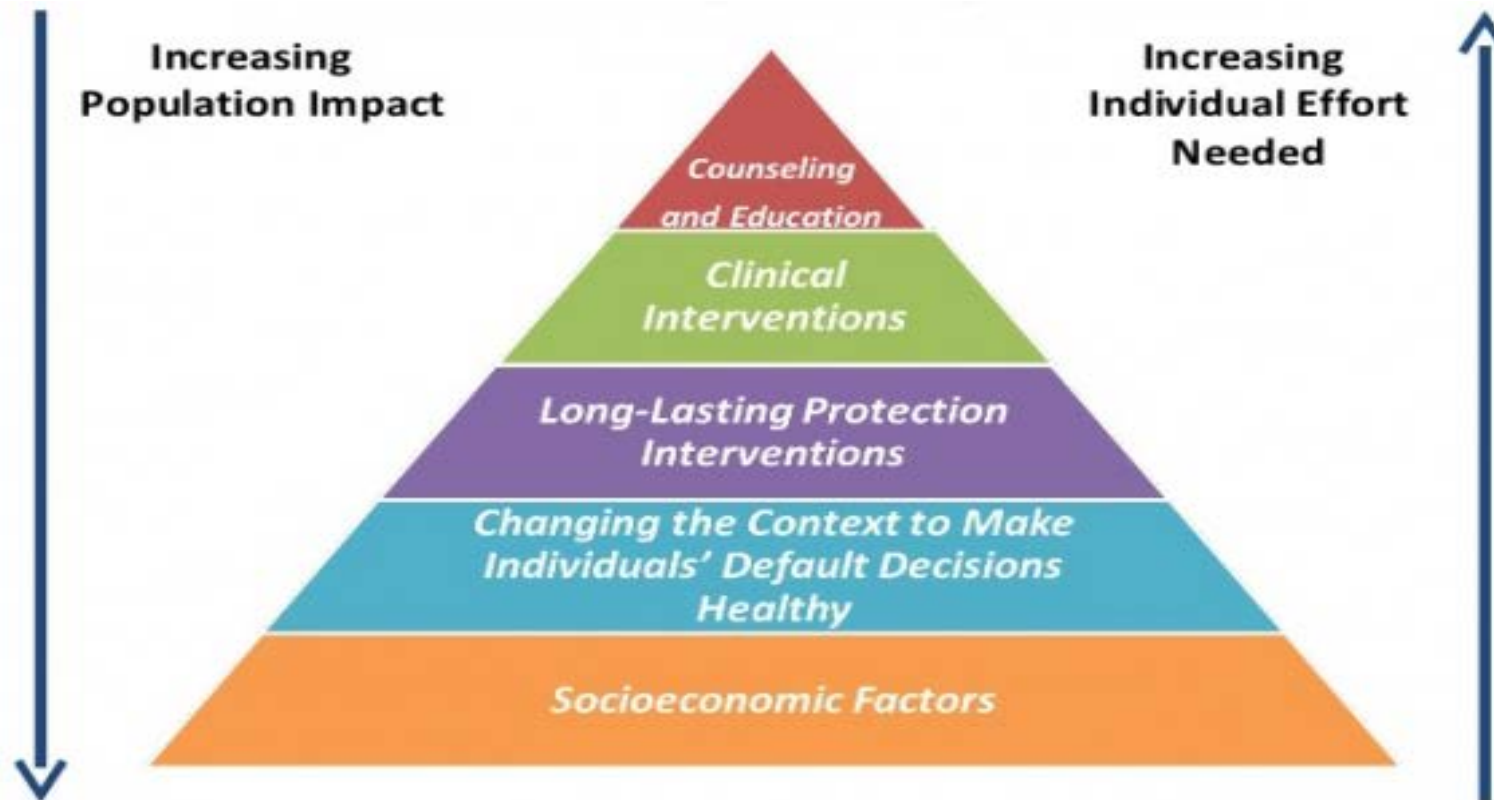 Increasing
Population Impact
Increasing
Individual Effort
Needed
Counseling
and Education
Clinical
Interventions
Long-Lasting Protection
Interventions
Changing the Context to Make
Individuals’ Default Decisions
Healthy
Socioeconomic Factors